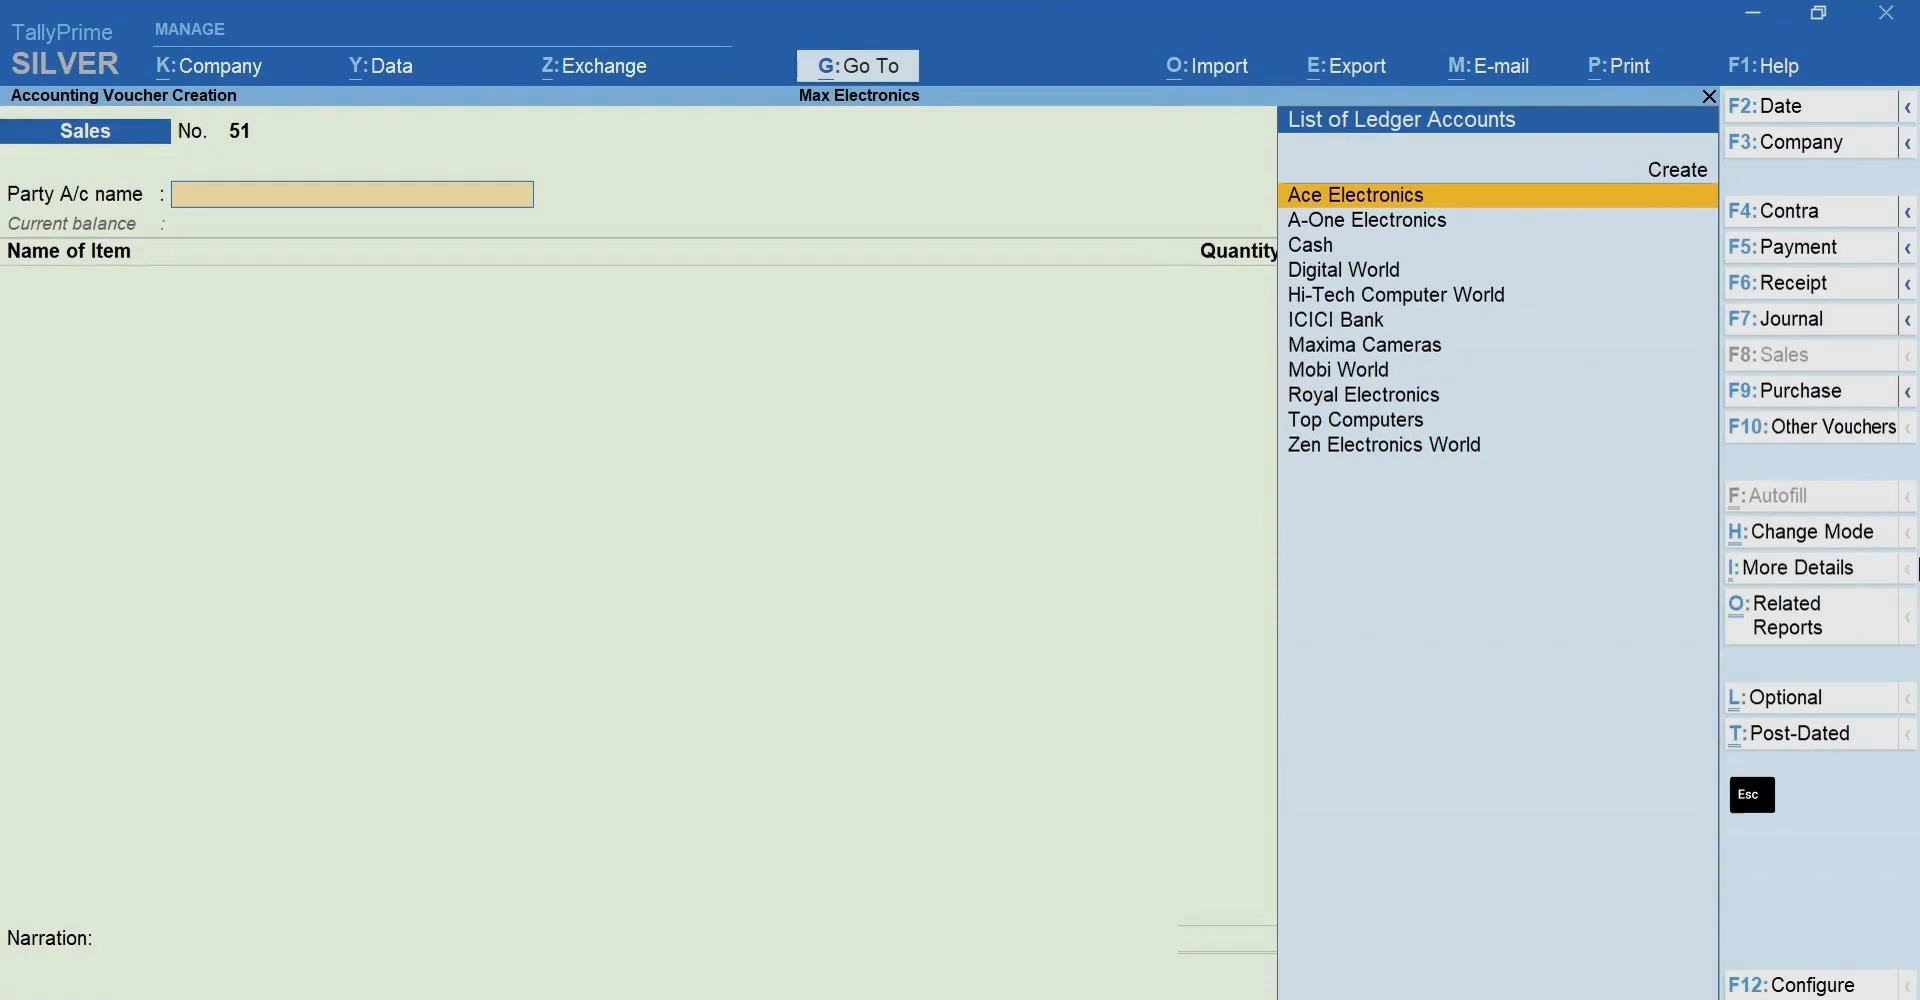 TallyPrime
SILVER
MANAGE
K:Company
Y:Data
Z:Exchange
G:Go To
O:Import
E:Export
M:E-mail
P:Print
F1:Help
Accounting Voucher Creation
Max Electronics
Sales No. 51
Party A/c name :
Current balance :
Name of Item
Quantity
Narration:
List of Ledger Accounts
Create
Ace Electronics
A-One Electronics
Cash
Digital World
Hi-Tech Computer World
ICICI Bank
Maxima Cameras
Mobi World
Royal Electronics
Top Computers
Zen Electronics World
F2:Date
F3:Company
F4:Contra
F5:Payment
F6:Receipt
F7:Journal
F8:Sales
F9:Purchase
F10:Other Vouchers
F:Autofill
H:Change Mode
I:More Details
O:Related
Reports
L:Optional
T:Post-Dated
Esc
F12:Configure